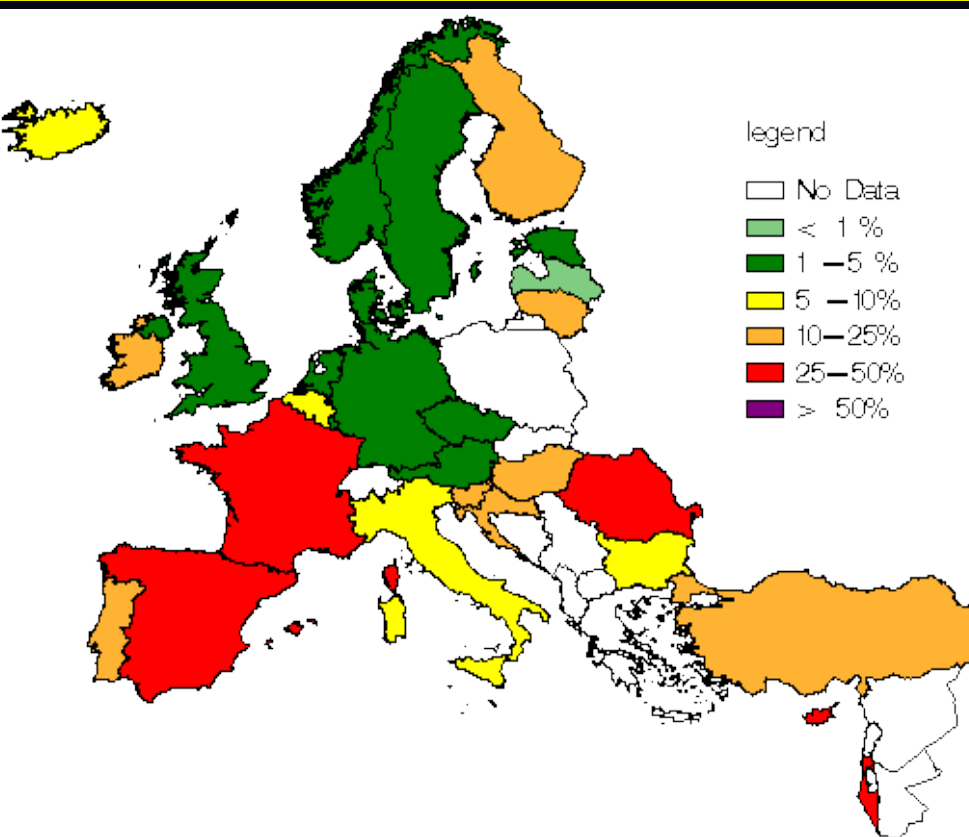 legend
No Data
< 1 %
1 –5 %
5 –10%
10–25%
25–50%
> 50%